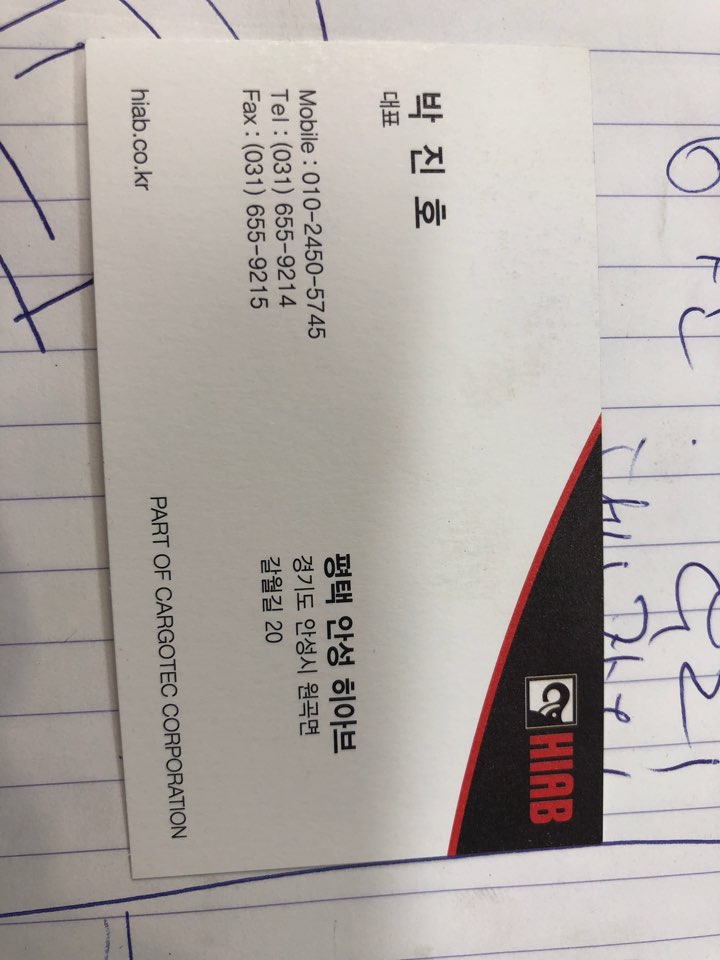 HIAB
박 진 호
대표
Mobile : 010-2450-5745
Tel : (031) 655-9214
Fax : (031) 655-9215
hiab.co.kr
평택 안성 히아브
경기도 안성시 원곡면
갈월길 20
PART OF CARGOTEC CORPORATION